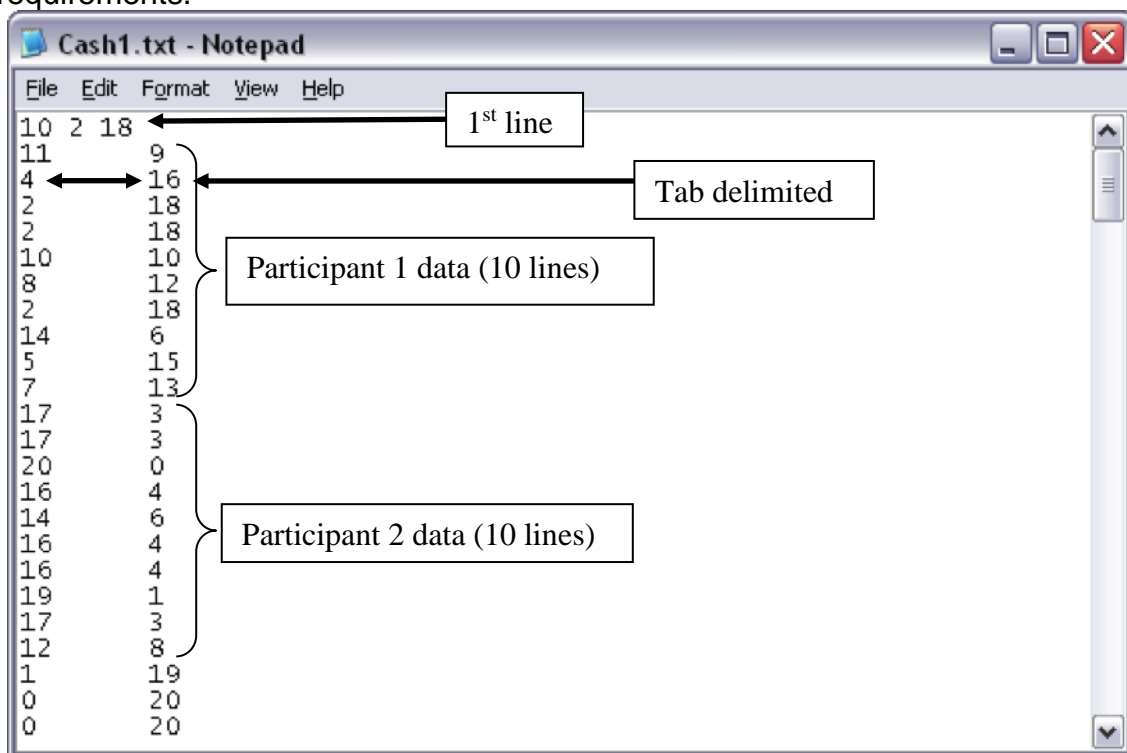 requirements.
Cash1.txt - Notepad
File Edit Format View Help
10 2 18
1st line
11 9
4 16
Tab delimited
2 18
2 18
10 10
Participant 1 data (10 lines)
8 12
2 18
14 6
5 15
7 13
17 3
17 3
20 0
16 4
14 6
Participant 2 data (10 lines)
16 4
16 4
19 1
17 3
12 8
1 19
0 20
0 20